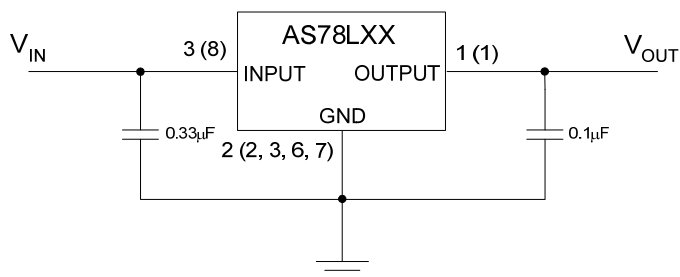 AS78LXX
V_IN
3 (8)
1 (1)
V_OUT
INPUT OUTPUT
GND
0.33µF
0.1µF
2 (2, 3, 6, 7)